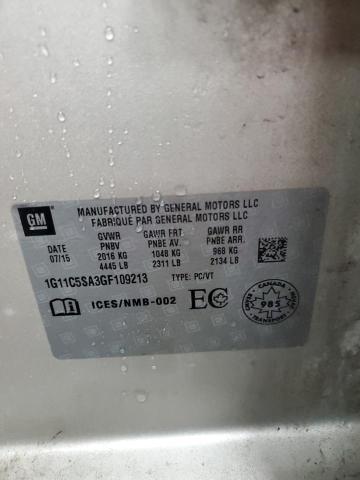 GM
MANUFACTURED BY GENERAL MOTORS LLC
FABRIQUÉ PAR GENERAL MOTORS LLC
GVWR GAWR FRT. GAWR RR
DATE PNBV PNBE AV. PNBE ARR.
07/15 2016 KG 1048 KG 968 KG
4445 LB 2311 LB 2134 LB
1G11C5SA3GF109213 TYPE: PC/VT
ICES/NMB-002 EC
CANADA
985
TRANSPORT